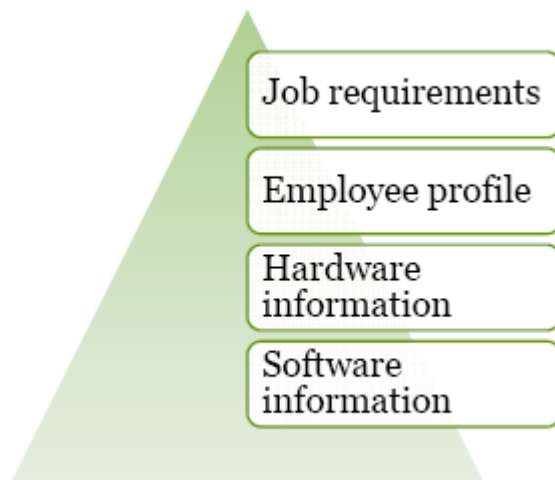 Job requirements
Employee profile
Hardware
information
Software
information